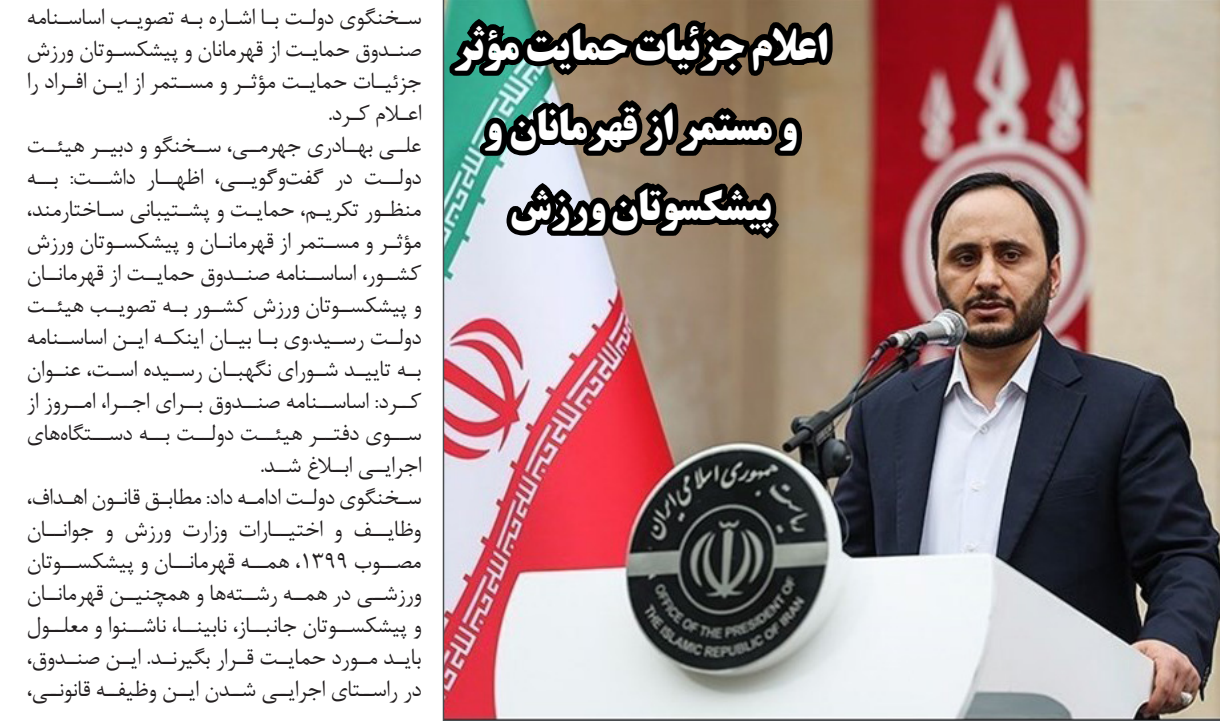 اعلام جزئیات حمایت مؤثر
و مستمر از قهرمانان و
پیشکسوتان ورزش
سخنگوی دولت با اشاره به تصویب اساسنامه
صندوق حمایت از قهرمانان و پیشکسوتان ورزش
جزئیات حمایت مؤثر و مستمر از این افراد را
اعلام کرد.
علی بهادری جهرمی، سخنگو و دبیر هیئت
دولت در گفت‌وگویی، اظهار داشت: به
منظور تکریم، حمایت و پشتیبانی ساختارمند،
مؤثر و مستمر از قهرمانان و پیشکسوتان ورزش
کشور، اساسنامه صندوق حمایت از قهرمانان
و پیشکسوتان ورزش کشور به تصویب هیئت
دولت رسید.وی با بیان اینکه این اساسنامه
به تایید شورای نگهبان رسیده است، عنوان
کرد: اساسنامه صندوق برای اجرا، امروز از
سوی دفتر هیئت دولت به دستگاه‌های
اجرایی ابلاغ شد.
سخنگوی دولت ادامه داد: مطابق قانون اهداف،
وظایف و اختیارات وزارت ورزش و جوانان
مصوب ۱۳۹۹، همه قهرمانان و پیشکسوتان
ورزشی در همه رشته‌ها و همچنین قهرمانان
و پیشکسوتان جانباز، نابینا، ناشنوا و معلول
باید مورد حمایت قرار بگیرند. این صندوق،
در راستای اجرایی شدن این وظیفه قانونی،
ریاست جمهوری اسلامی ایران
OFFICE OF THE PRESIDENT OF
THE ISLAMIC REPUBLIC OF IRAN